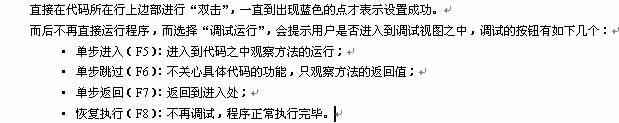 直接在代码所在行上边部进行“双击”,一直到出现蓝色的点才表示设置成功。
而后不再直接运行程序,而选择“调试运行”,会提示用户是否进入到调试视图之中,调试的按钮有如下几个:
• 单步进入(F5):进入到代码之中观察方法的运行;
• 单步跳过(F6):不关心具体代码的功能,只观察方法的返回值;
• 单步返回(F7):返回到进入处;
• 恢复执行(F8):不再调试,程序正常执行完毕。